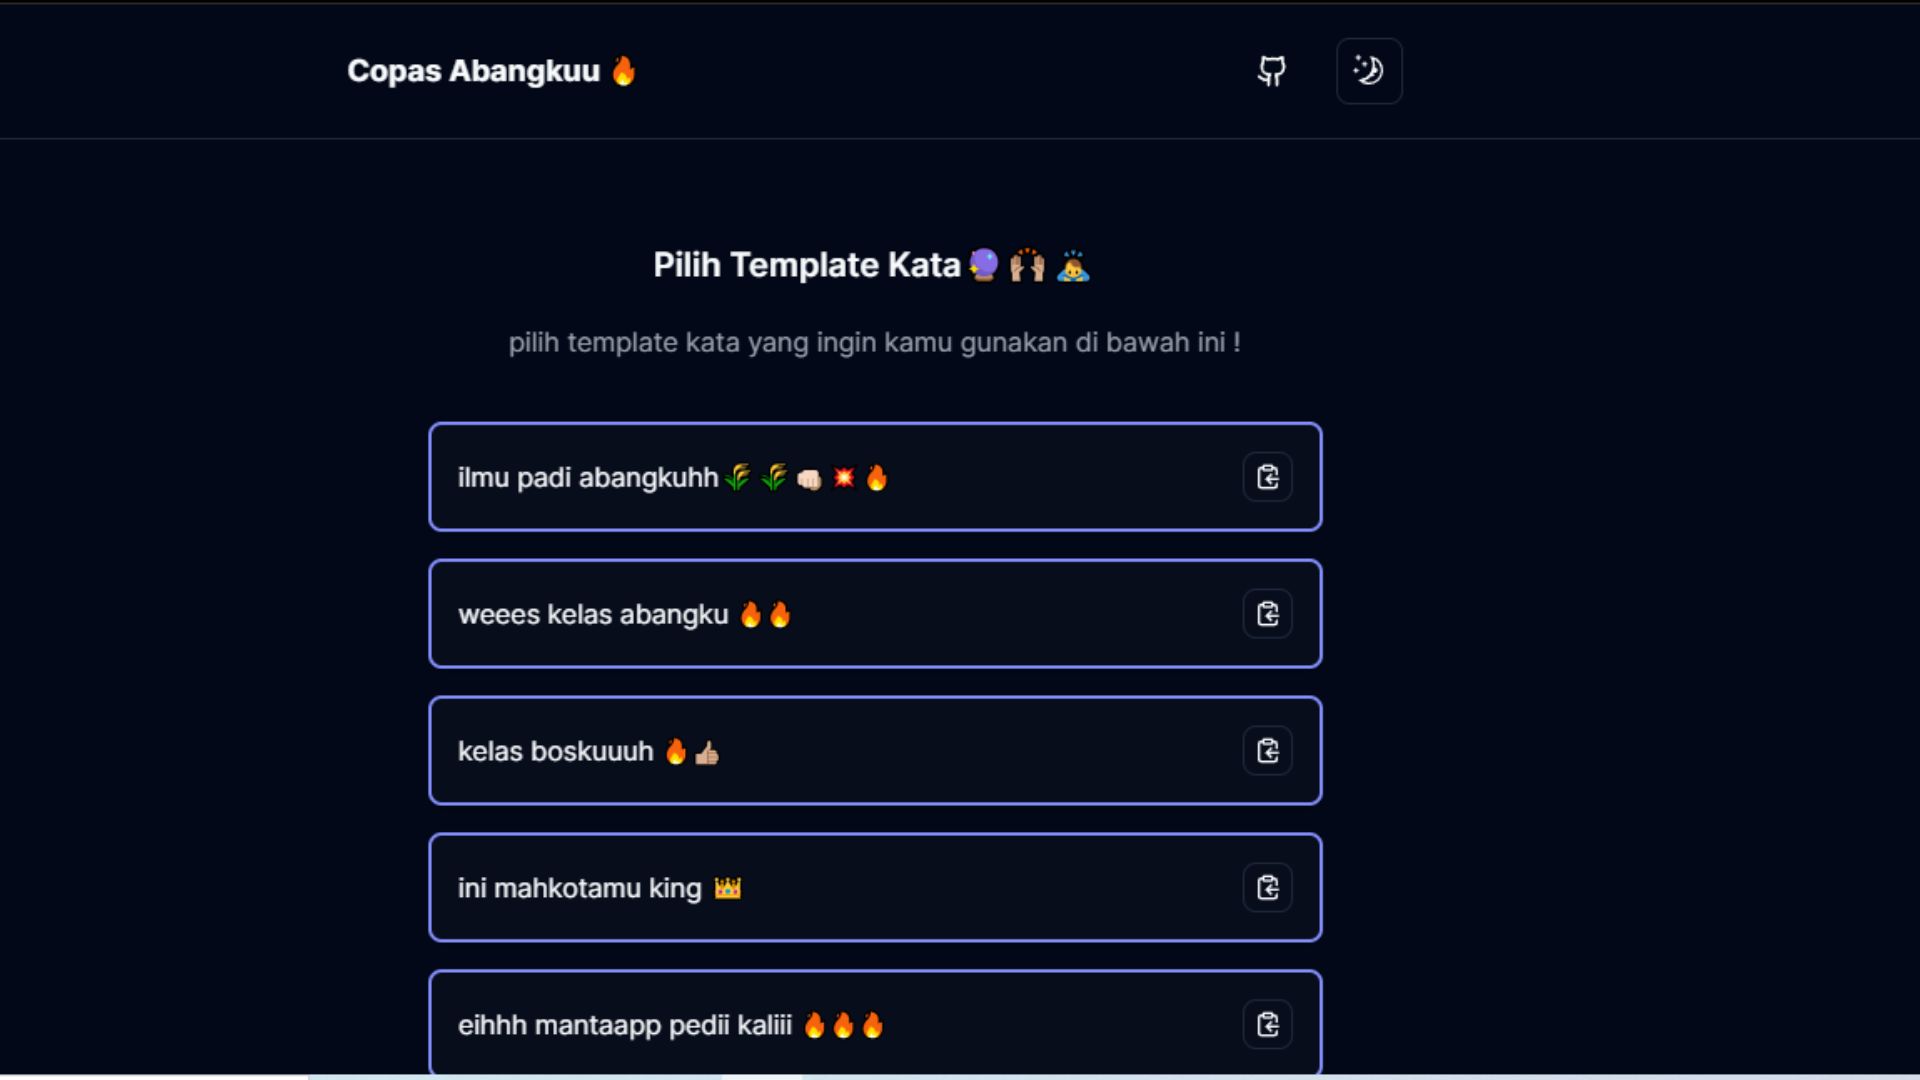 Copas Abangkuu 🔥
Pilih Template Kata🔮🙌🏼🙇
pilih template kata yang ingin kamu gunakan di bawah ini !
ilmu padi abangkuhh🌾🌾👊🏻💥🔥
weees kelas abangku 🔥🔥
kelas boskuuuh 🔥👍🏼
ini mahkotamu king 👑
eihhh mantaapp pedii kaliii 🔥🔥🔥